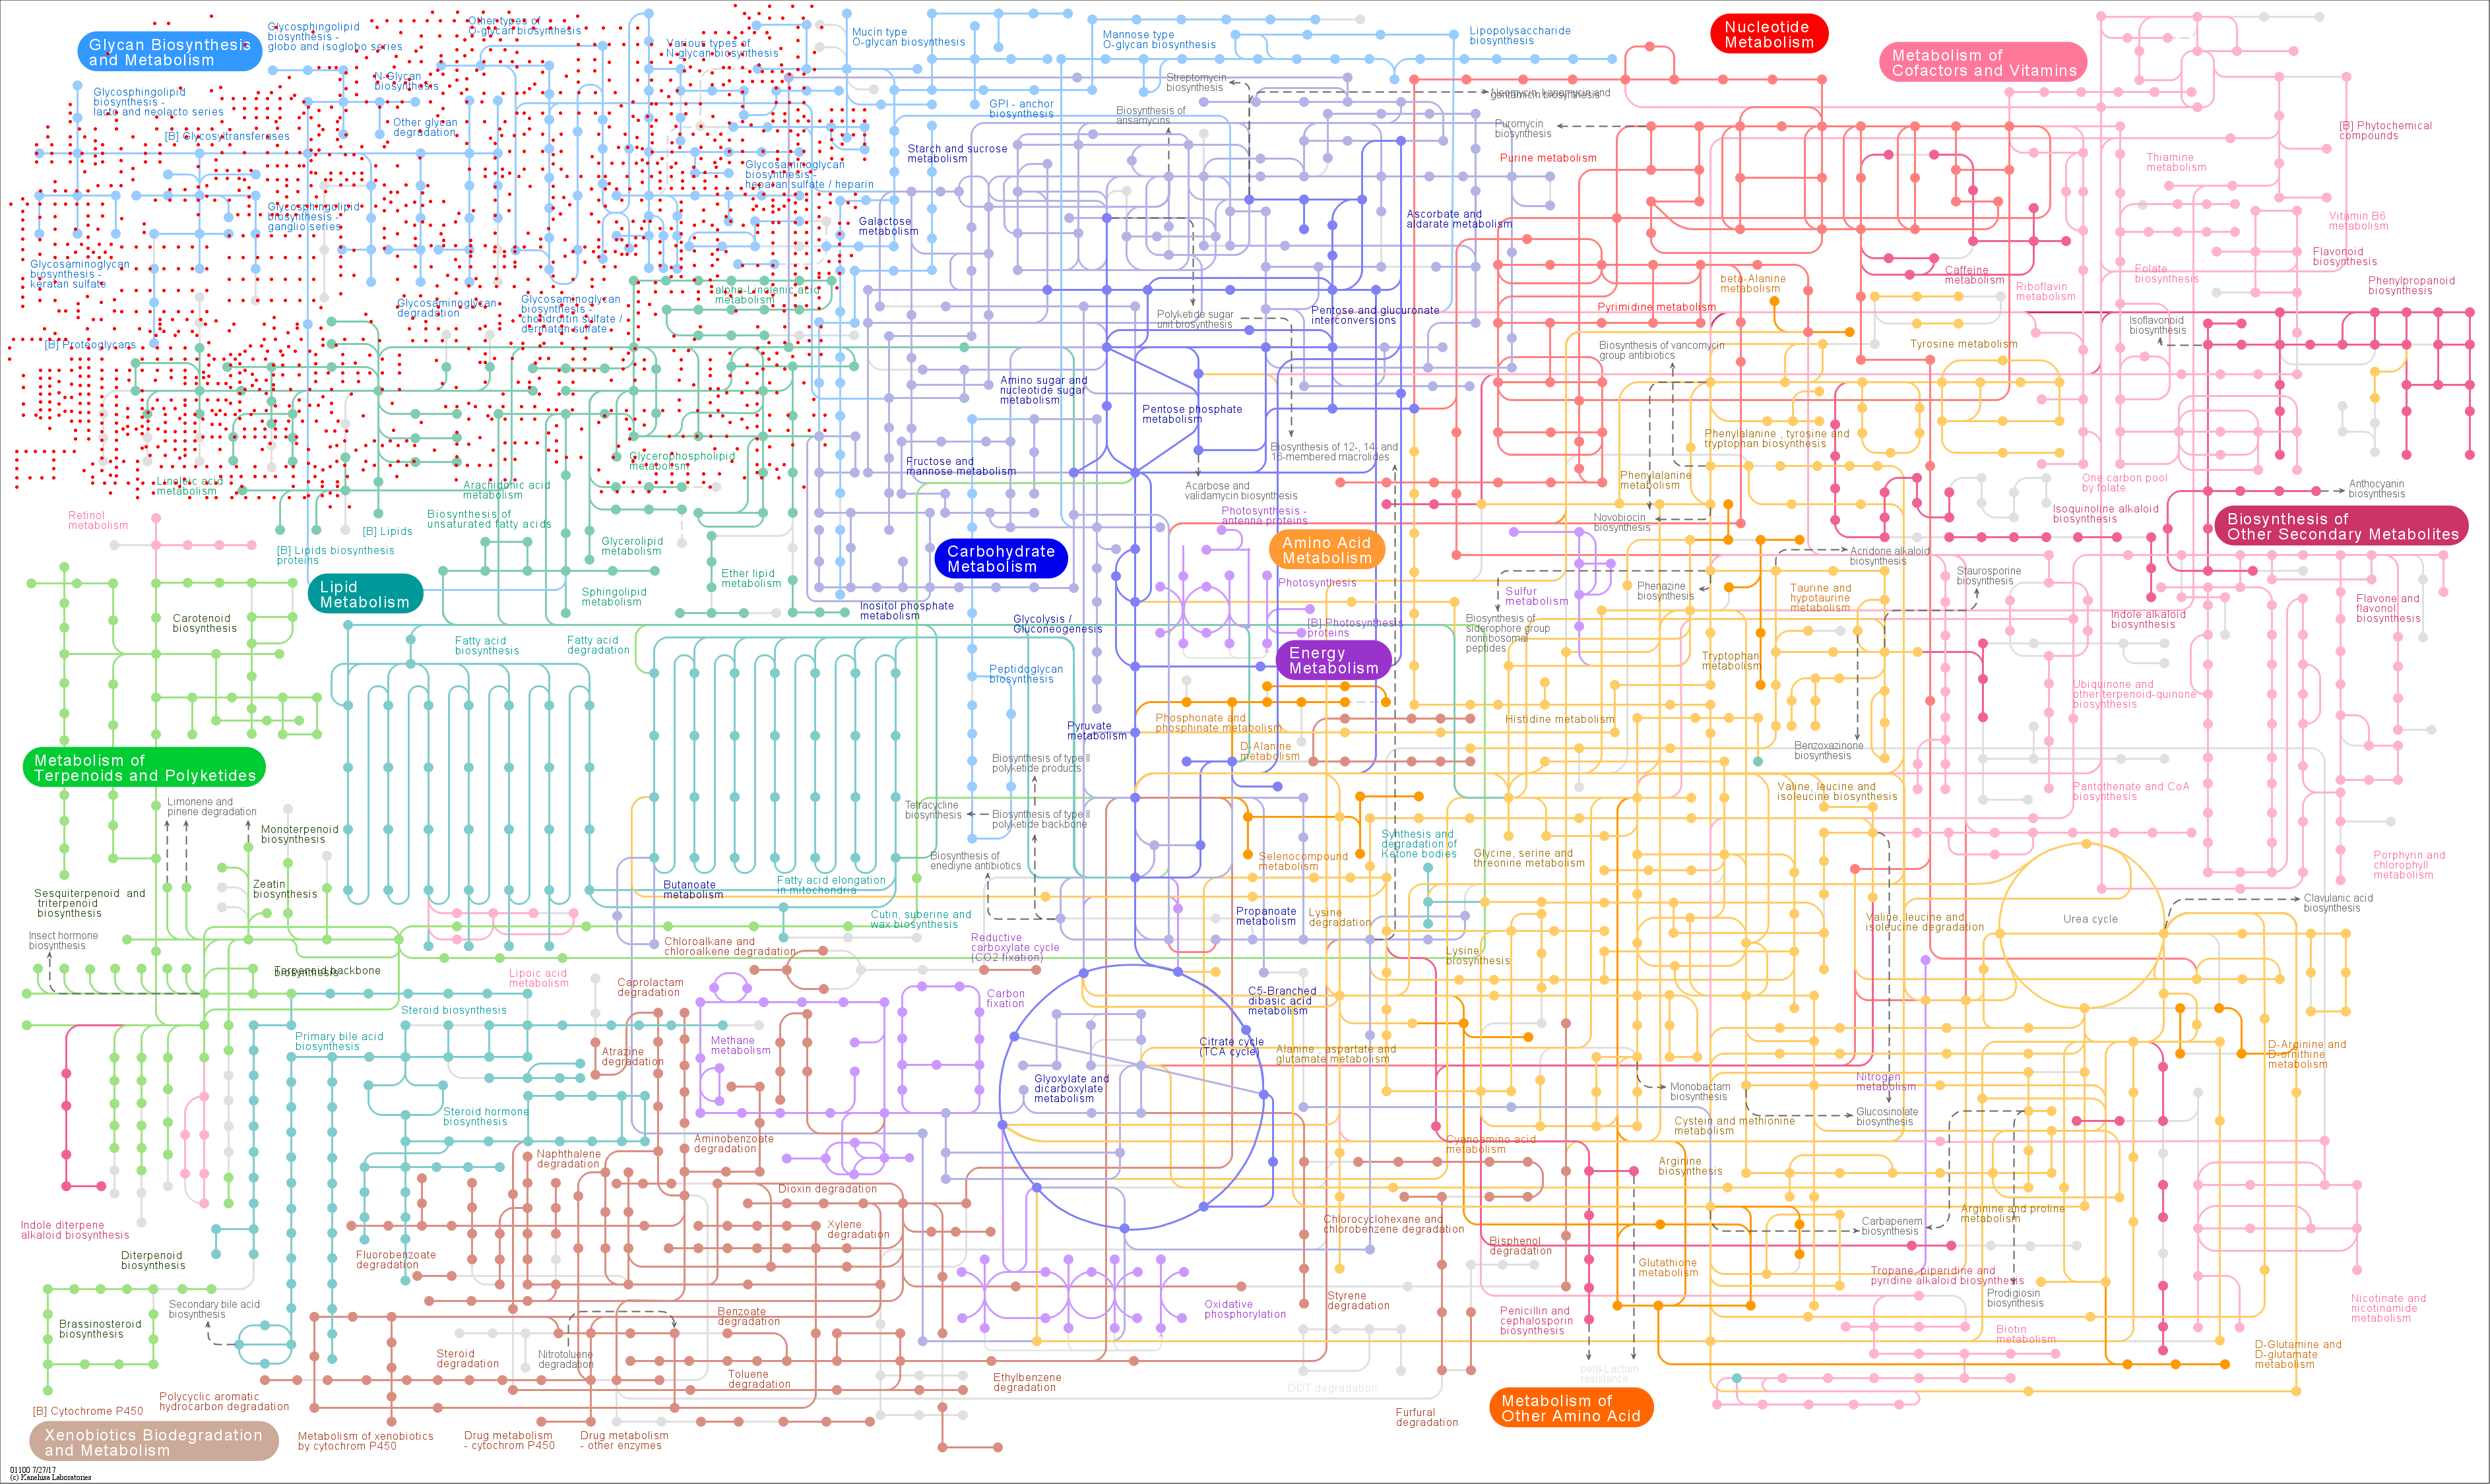 Glycan Biosynthesis
and Metabolism
Glycosphingolipid
biosynthesis -
globo and isoglobo series
Other types of
O-glycan biosynthesis
Various types of
N-glycan biosynthesis
Mucin type
O-glycan biosynthesis
Mannose type
O-glycan biosynthesis
Lipopolysaccharide
biosynthesis
Nucleotide
Metabolism
Metabolism of
Cofactors and Vitamins
N-Glycan
biosynthesis
Glycosphingolipid
biosynthesis -
lacto and neolacto series
Other glycan
degradation
[B] Glycosyltransferases
GPI - anchor
biosynthesis
Streptomycin
biosynthesis
Biosynthesis of
ansamycins
Neomycin, kanamycin and
gentamicin biosynthesis
Puromycin
biosynthesis
Purine metabolism
[B] Phytochemical
compounds
Thiamine
metabolism
Starch and sucrose
metabolism
Glycosaminoglycan
biosynthesis -
heparan sulfate / heparin
Glycosphingolipid
biosynthesis -
ganglio series
Galactose
metabolism
Ascorbate and
aldarate metabolism
Vitamin B6
metabolism
Flavonoid
biosynthesis
Glycosaminoglycan
biosynthesis -
keratan sulfate
Glycosaminoglycan
degradation
Glycosaminoglycan
biosynthesis -
chondroitin sulfate /
dermatan sulfate
alpha-Linolenic acid
metabolism
Polyketide sugar
unit biosynthesis
Pentose and glucuronate
interconversions
Pyrimidine metabolism
beta-Alanine
metabolism
Caffeine
metabolism
Riboflavin
metabolism
Folate
biosynthesis
Phenylpropanoid
biosynthesis
Isoflavonoid
biosynthesis
[B] Proteoglycans
Biosynthesis of vancomycin
group antibiotics
Tyrosine metabolism
Amino sugar and
nucleotide sugar
metabolism
Pentose phosphate
metabolism
Biosynthesis of 12-, 14- and
16-membered macrolides
Phenylalanine , tyrosine and
tryptophan biosynthesis
Glycerophospholipid
metabolism
Fructose and
mannose metabolism
Linoleic acid
metabolism
Arachidonic acid
metabolism
Acarbose and
validamycin biosynthesis
Phenylalanine
metabolism
One carbon pool
by folate
Anthocyanin
biosynthesis
Retinol
metabolism
Biosynthesis of
unsaturated fatty acids
[B] Lipids
[B] Lipids biosynthesis
proteins
Glycerolipid
metabolism
Photosynthesis -
antenna proteins
Novobiocin
biosynthesis
Isoquinoline alkaloid
biosynthesis
Biosynthesis of
Other Secondary Metabolites
Carbohydrate
Metabolism
Amino Acid
Metabolism
Acridone alkaloid
biosynthesis
Lipid
Metabolism
Ether lipid
metabolism
Sphingolipid
metabolism
Photosynthesis
Sulfur
metabolism
Phenazine
biosynthesis
Taurine and
hypotaurine
metabolism
Staurosporine
biosynthesis
Flavone and
flavonol
biosynthesis
Carotenoid
biosynthesis
Inositol phosphate
metabolism
Glycolysis /
Gluconeogenesis
[B] Photosynthesis
proteins
Biosynthesis of
siderophore group
nonribosomal
peptides
Indole alkaloid
biosynthesis
Fatty acid
biosynthesis
Fatty acid
degradation
Energy
Metabolism
Tryptophan
metabolism
Peptidoglycan
biosynthesis
Ubiquinone and
other terpenoid-quinone
biosynthesis
Pyruvate
metabolism
Phosphonate and
phosphinate metabolism
Histidine metabolism
D-Alanine
metabolism
Benzoxazinone
biosynthesis
Metabolism of
Terpenoids and Polyketides
Biosynthesis of type II
polyketide products
Valine, leucine and
isoleucine biosynthesis
Pantothenate and CoA
biosynthesis
Limonene and
pinene degradation
Tetracycline
biosynthesis
Biosynthesis of type II
polyketide backbone
Monoterpenoid
biosynthesis
Synthesis and
degradation of
Ketone bodies
Biosynthesis of
enediyne antibiotics
Selenocompound
metabolism
Glycine, serine and
threonine metabolism
Porphyrin and
chlorophyll
metabolism
Sesquiterpenoid and
triterpenoid
biosynthesis
Zeatin
biosynthesis
Butanoate
metabolism
Fatty acid elongation
in mitochondria
Cutin, suberine and
wax biosynthesis
Propanoate
metabolism
Lysine
degradation
Valine, leucine and
isoleucine degradation
Urea cycle
Clavulanic acid
biosynthesis
Insect hormone
biosynthesis
Terpenoid backbone
biosynthesis
Chloroalkane and
chloroalkene degradation
Reductive
carboxylate cycle
(CO2 fixation)
Lysine
biosynthesis
Lipoic acid
metabolism
Caprolactam
degradation
Carbon
fixation
C5-Branched
dibasic acid
metabolism
Steroid biosynthesis
Primary bile acid
biosynthesis
Atrazine
degradation
Methane
metabolism
Citrate cycle
(TCA cycle)
Alanine , aspartate and
glutamate metabolism
D-Arginine and
D-ornithine
metabolism
Glyoxylate and
dicarboxylate
metabolism
Monobactam
biosynthesis
Nitrogen
metabolism
Glucosinolate
biosynthesis
Steroid hormone
biosynthesis
Cystein and methionine
metabolism
Naphthalene
degradation
Aminobenzoate
degradation
Cyanoamino acid
metabolism
Arginine
biosynthesis
Dioxin degradation
Indole diterpene
alkaloid biosynthesis
Xylene
degradation
Chlorocyclohexane and
chlorobenzene degradation
Arginine and proline
metabolism
Carbapenem
biosynthesis
Diterpenoid
biosynthesis
Fluorobenzoate
degradation
Bisphenol
degradation
Glutathione
metabolism
Tropane, piperidine and
pyridine alkaloid biosynthesis
Prodigiosin
biosynthesis
Secondary bile acid
biosynthesis
Brassinosteroid
biosynthesis
Benzoate
degradation
Oxidative
phosphorylation
Styrene
degradation
Penicillin and
cephalosporin
biosynthesis
Nicotinate and
nicotinamide
metabolism
Biotin
metabolism
Steroid
degradation
Nitrotoluene
degradation
Toluene
degradation
Ethylbenzene
degradation
DDT degradation
beta-Lactam
resistance
D-Glutamine and
D-glutamate
metabolism
Polycyclic aromatic
hydrocarbon degradation
[B] Cytochrome P450
Furfural
degradation
Metabolism of
Other Amino Acid
Xenobiotics Biodegradation
and Metabolism
Metabolism of xenobiotics
by cytochrom P450
Drug metabolism
- cytochrom P450
Drug metabolism
- other enzymes
01100 7/27/17
(c) Kanehisa Laboratories